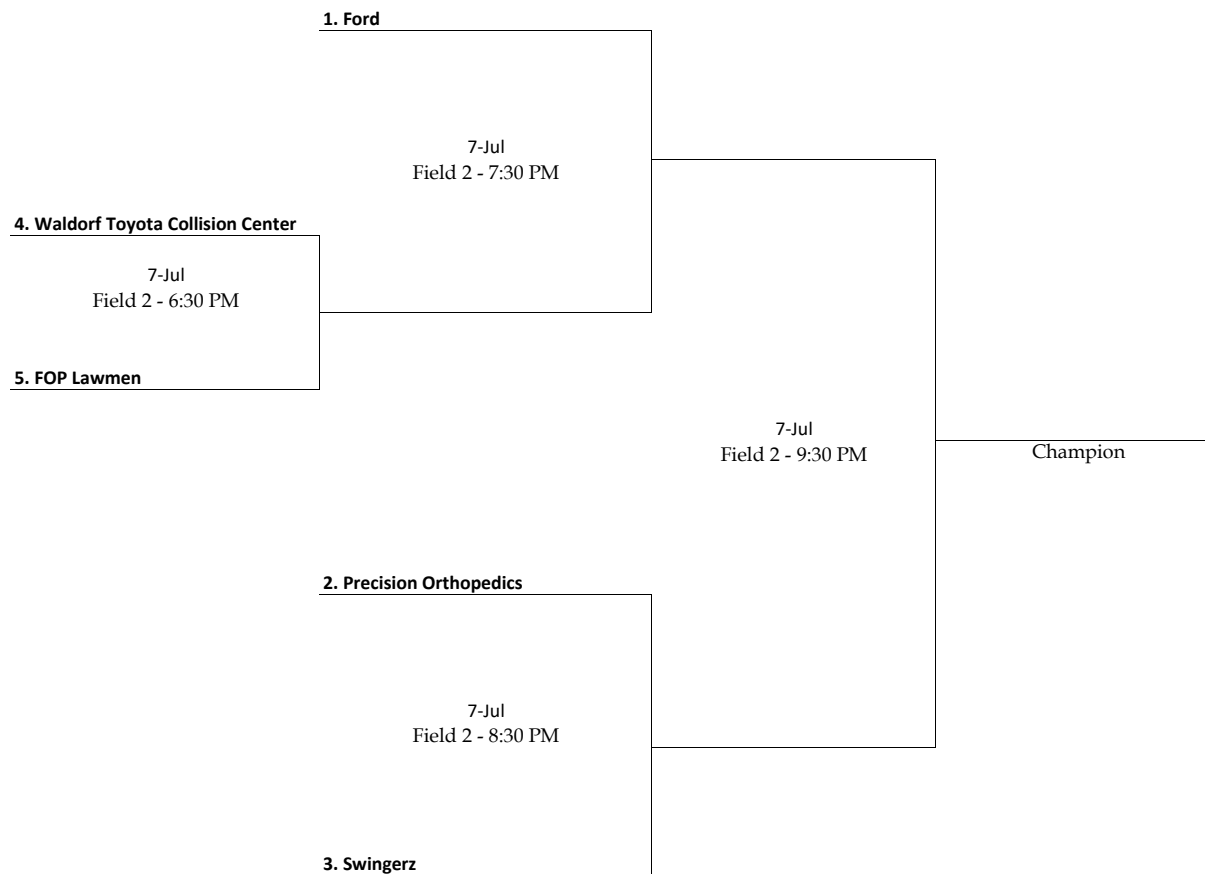 1. Ford
7-Jul
Field 2 - 7:30 PM
4. Waldorf Toyota Collision Center
7-Jul
Field 2 - 6:30 PM
5. FOP Lawmen
7-Jul
Field 2 - 9:30 PM
Champion
2. Precision Orthopedics
7-Jul
Field 2 - 8:30 PM
3. Swingerz